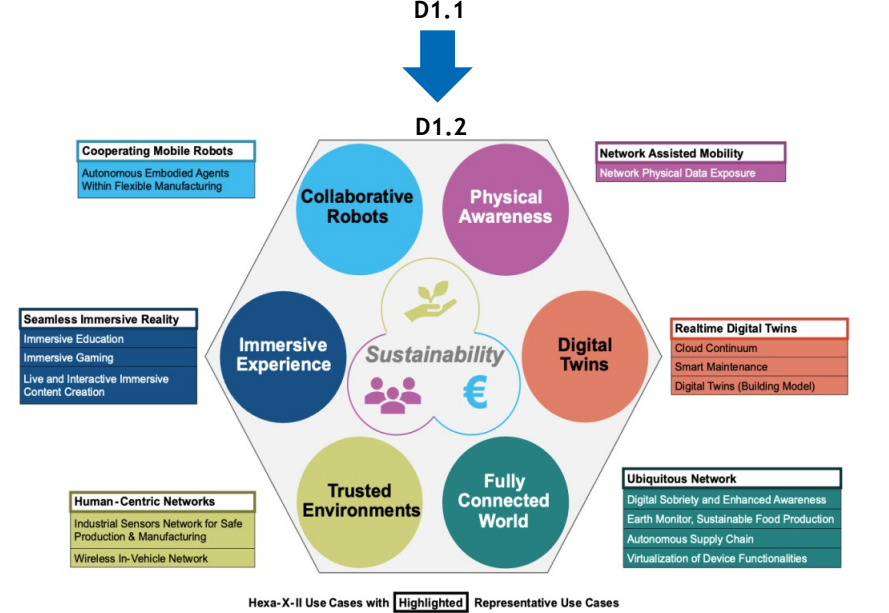 D1.1
D1.2
Cooperating Mobile Robots
Autonomous Embodied Agents
Within Flexible Manufacturing
Collaborative
Robots
Physical
Awareness
Network Assisted Mobility
Network Physical Data Exposure
Seamless Immersive Reality
Immersive Education
Immersive Gaming
Live and Interactive Immersive
Content Creation
Immersive
Experience
Sustainability
€
Digital
Twins
Realtime Digital Twins
Cloud Continuum
Smart Maintenance
Digital Twins (Building Model)
Human-Centric Networks
Industrial Sensors Network for Safe
Production & Manufacturing
Wireless In-Vehicle Network
Trusted
Environments
Fully
Connected
World
Ubiquitous Network
Digital Sobriety and Enhanced Awareness
Earth Monitor, Sustainable Food Production
Autonomous Supply Chain
Virtualization of Device Functionalities
Hexa-X-II Use Cases with Highlighted Representative Use Cases